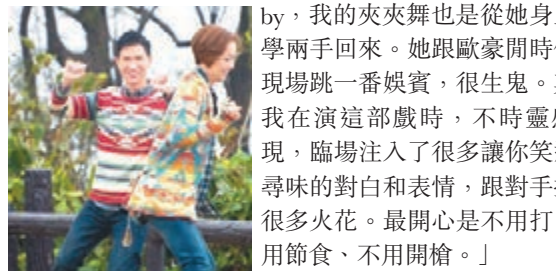 by，我的夾夾舞也是從她身
學兩手回來。她跟歐豪閒時
現場跳一番娛賓，很生鬼。
我在演這部戲時，不時靈
現，臨場注入了很多讓你笑
尋味的對白和表情，跟對手
很多火花。最開心是不用打
用節食、不用開槍。」